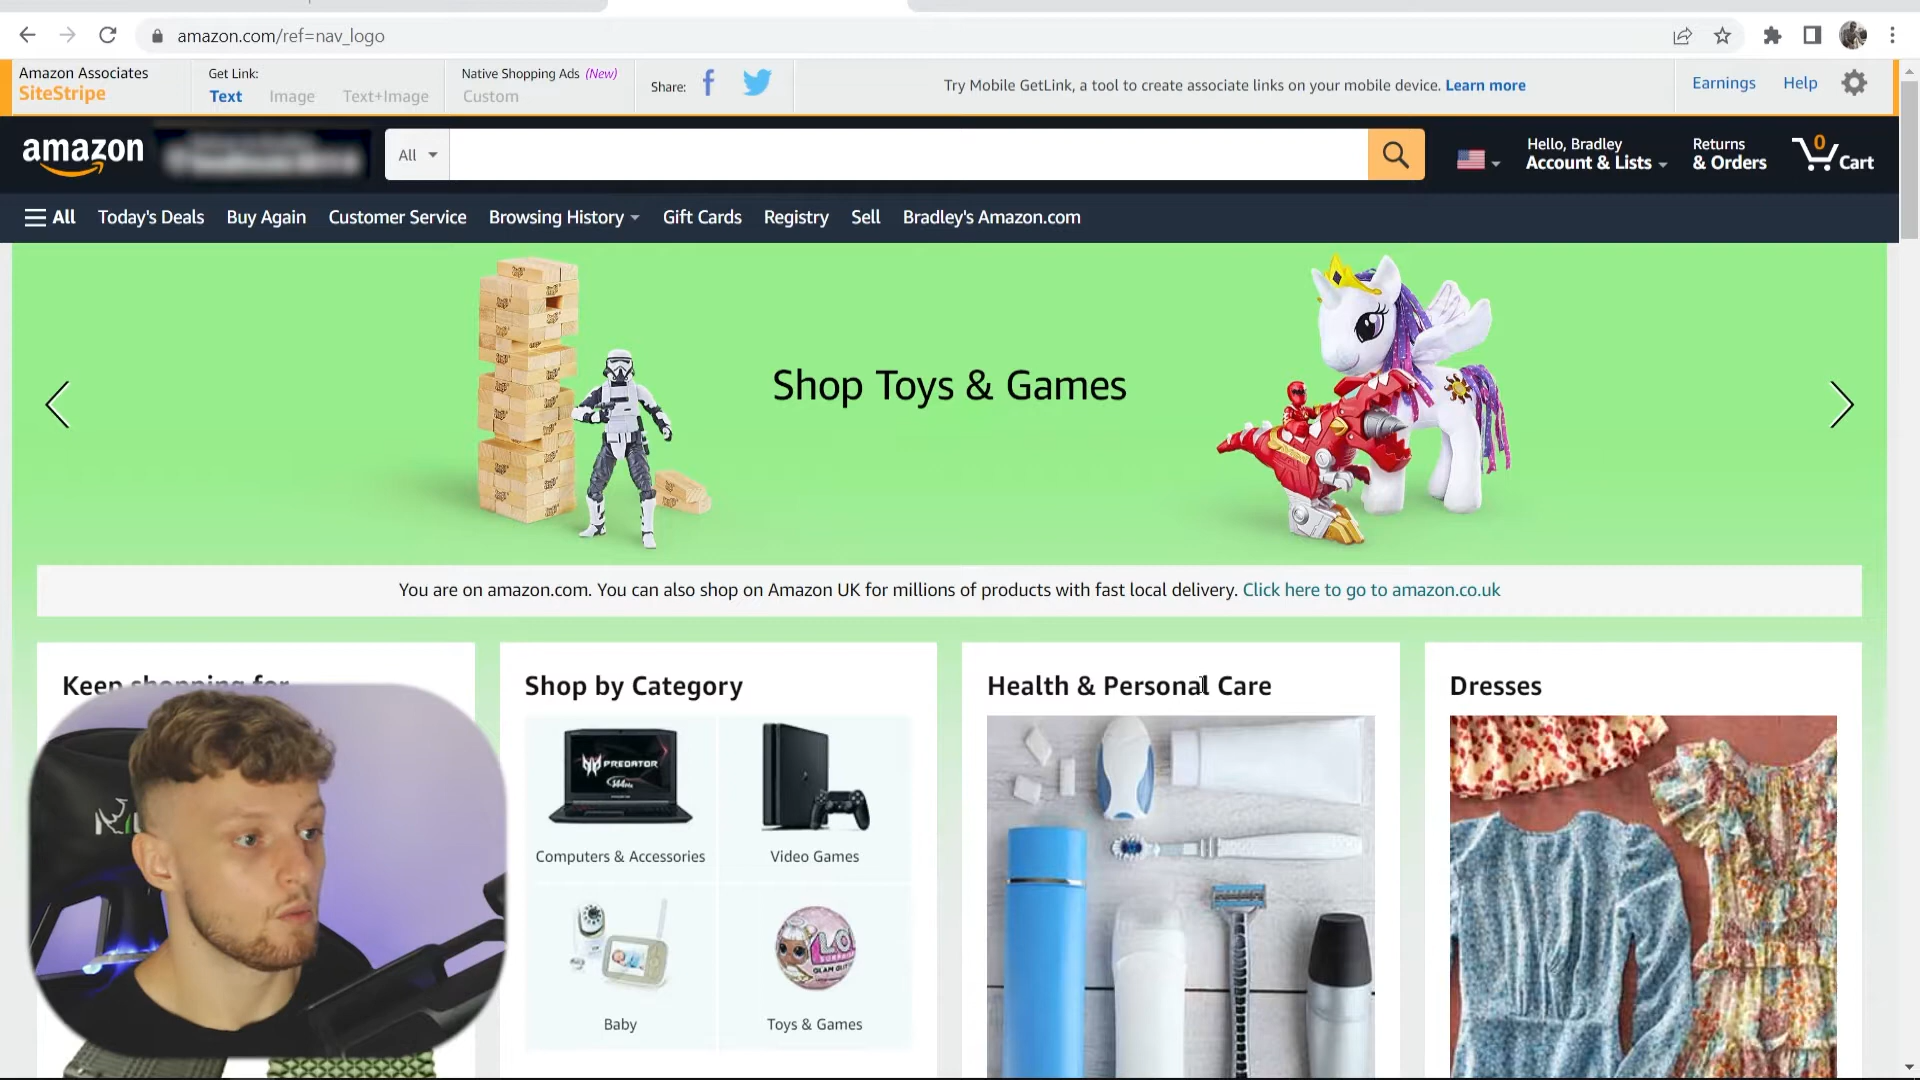 amazon.com/ref=nav_logo
Amazon Associates
SiteStripe
Get Link:
Text Image Text+Image
Native Shopping Ads (New)
Custom
Share:
Try Mobile GetLink, a tool to create associate links on your mobile device. Learn more
Earnings Help
amazon
All
Hello, Bradley
Account & Lists
Returns
& Orders
0
Cart
All Today's Deals Buy Again Customer Service Browsing History Gift Cards Registry Sell Bradley's Amazon.com
Shop Toys & Games
You are on amazon.com. You can also shop on Amazon UK for millions of products with fast local delivery. Click here to go to amazon.co.uk
Keep shopping for
Shop by Category
Health & Personal Care
Dresses
PREDATOR
Computers & Accessories
Video Games
Baby
Toys & Games